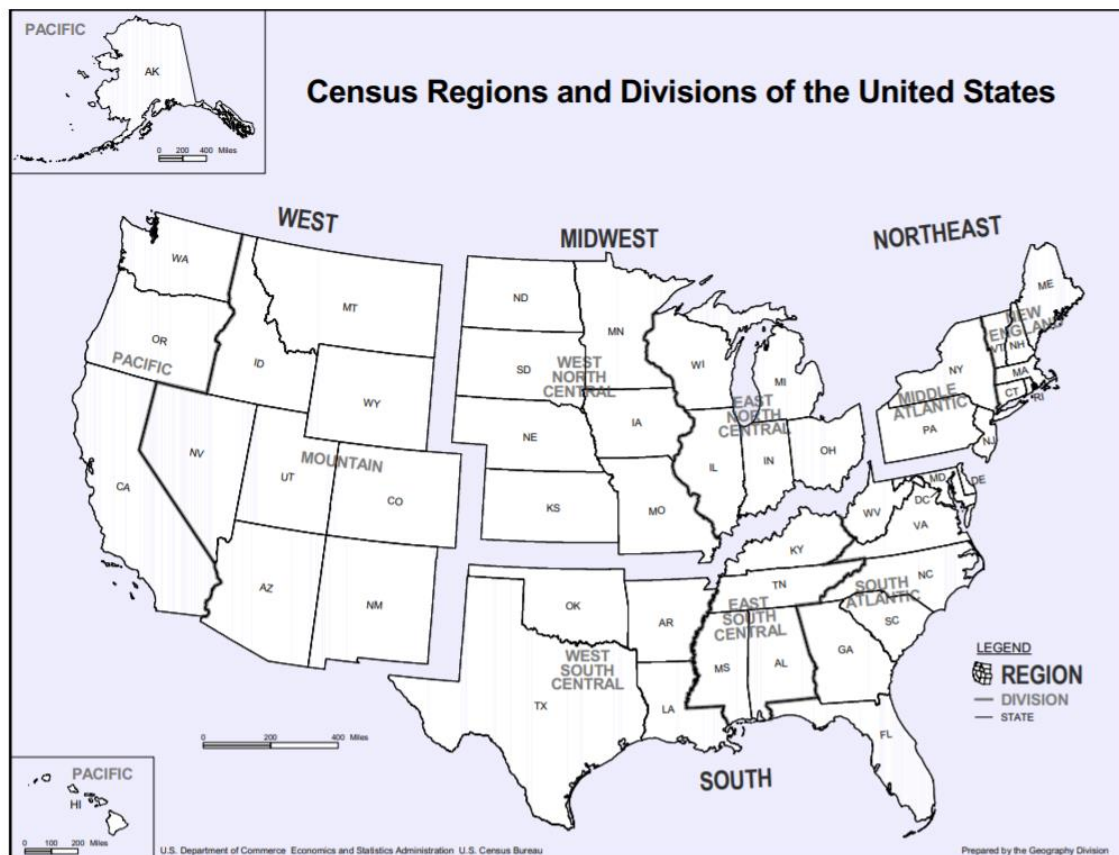 PACIFIC
AK
0 200 400 Miles
Census Regions and Divisions of the United States
WEST
MIDWEST
NORTHEAST
WA
MT
ND
MN
ME
OR
PACIFIC
ID
SD
WEST
NORTH
CENTRAL
WI
MI
NEW
ENGLAND
VT
NH
NY
MA
CT
RI
WY
NE
IA
EAST
NORTH
CENTRAL
MIDDLE
ATLANTIC
PA
NJ
NV
MOUNTAIN
UT
CO
CA
KS
MO
IL
IN
OH
MD
DE
DC
WV
VA
KY
AZ
NM
OK
AR
TN
NC
SOUTH
ATLANTIC
SC
EAST
SOUTH
CENTRAL
MS
AL
GA
WEST
SOUTH
CENTRAL
TX
LA
FL
LEGEND
REGION
DIVISION
STATE
0 200 400 Miles
SOUTH
PACIFIC
HI
0 100 200 Miles
U.S. Department of Commerce Economics and Statistics Administration U.S. Census Bureau
Prepared by the Geography Division